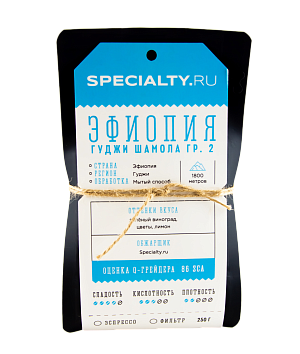 SPECIALTY.RU
ЭФИОПИЯ
ГУДЖИ ШАМОЛА ГР. 2
СТРАНА Эфиопия
РЕГИОН Гуджи
ОБРАБОТКА Мытый способ
1800 метров
ОТТЕНКИ ВКУСА
виноград,
цветы, лимон
ОБЖАРЩИК
Specialty.ru
ОЦЕНКА Q-ГРЕЙДЕРА 86 SCA
СЛАДОСТЬ КИСЛОТНОСТЬ ПЛОТНОСТЬ
ЭСПРЕССО ФИЛЬТР 250 Г